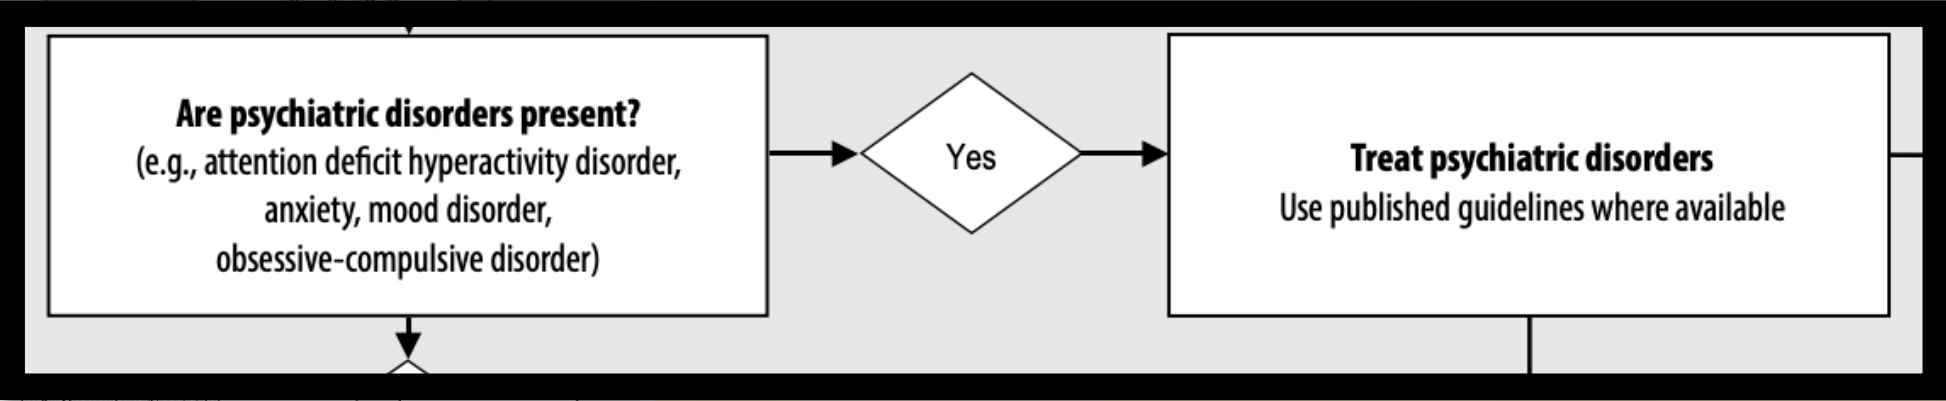 Are psychiatric disorders present?
(e.g., attention deficit hyperactivity disorder,
anxiety, mood disorder,
obsessive-compulsive disorder)
Yes
Treat psychiatric disorders
Use published guidelines where available